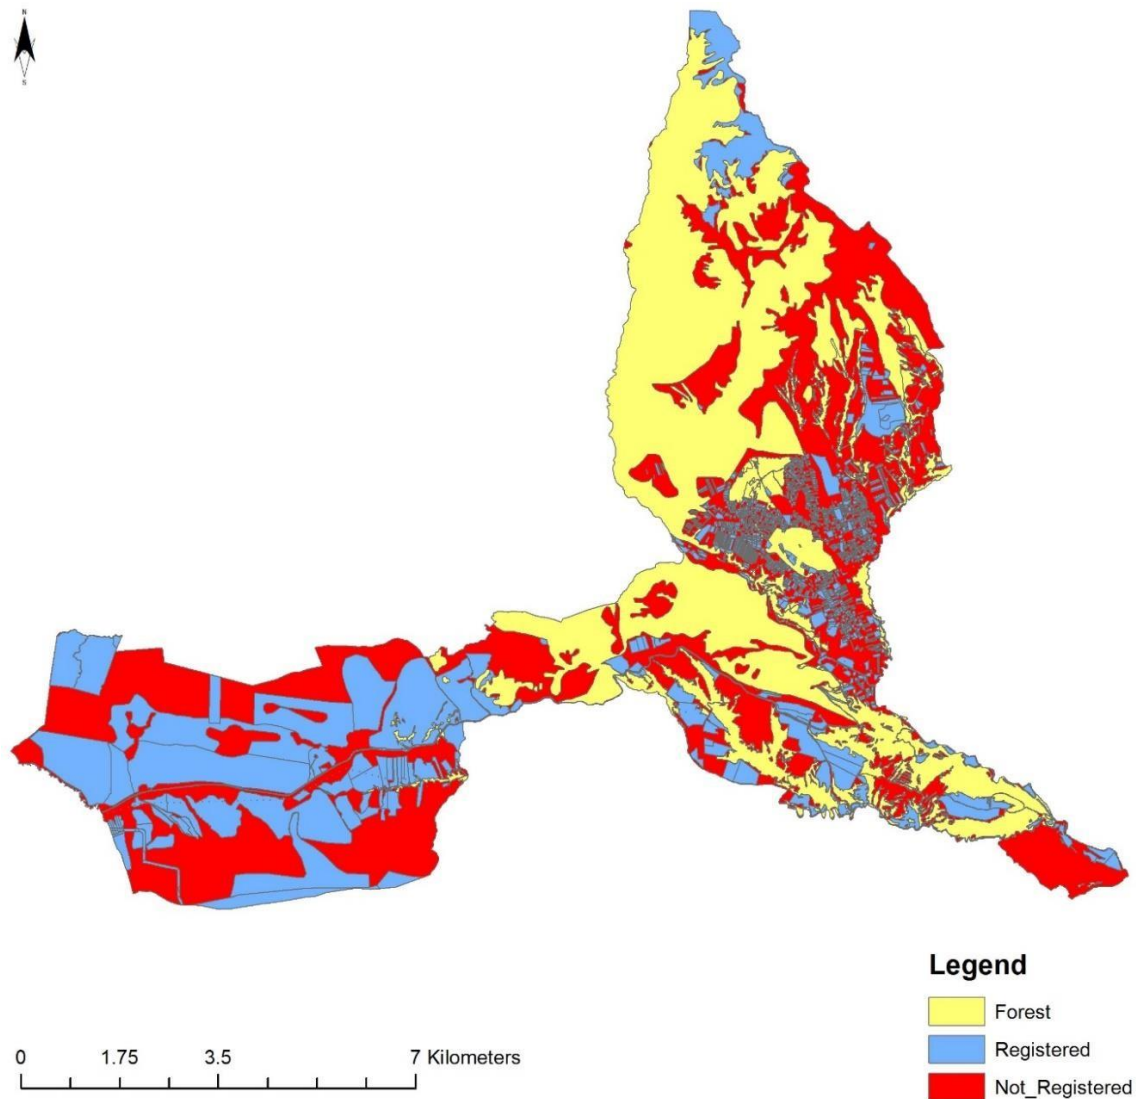 N
S
Legend
Forest
Registered
Not_Registered
0 1.75 3.5 7 Kilometers